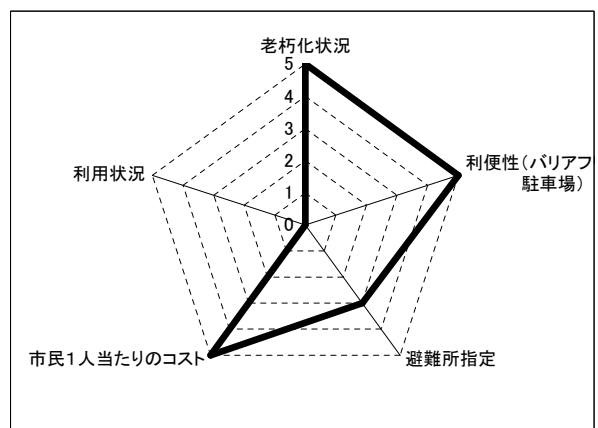 老朽化状況
5
4
3
2
1
0
利便性（バリアフ
駐車場）
利用状況
市民１人当たりのコスト
避難所指定